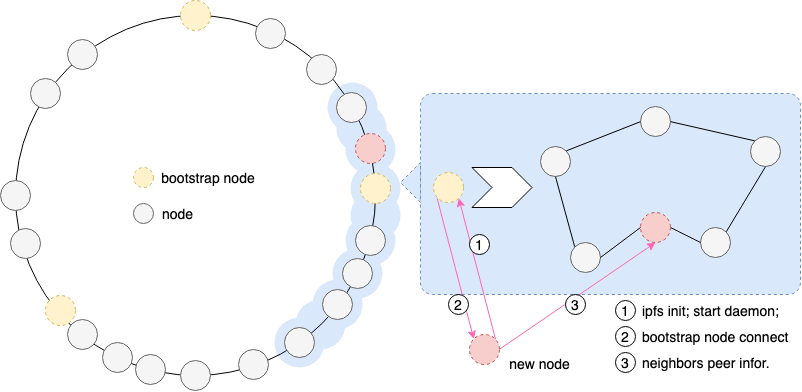 bootstrap node
node
1
2
3
new node
1 ipfs init; start daemon;
2 bootstrap node connect
3 neighbors peer infor.